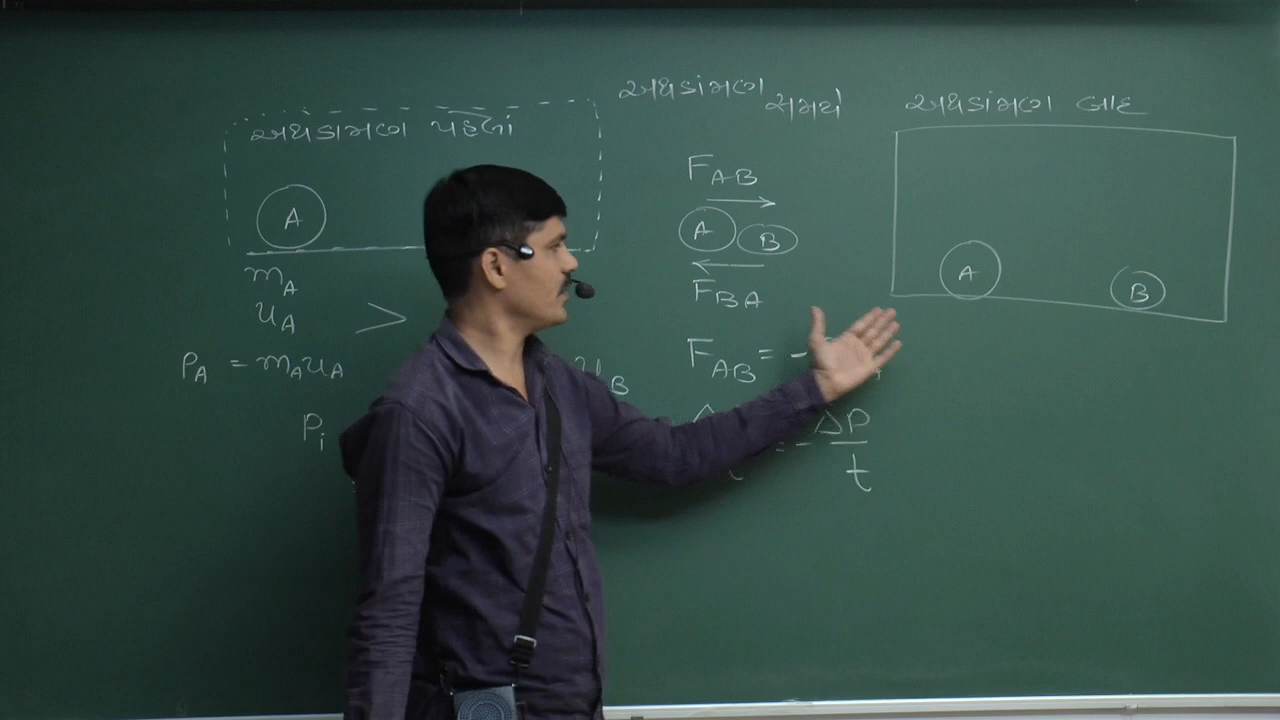 અથડામણ પહેલાં
A
m_A
u_A >
P_A = m_A u_A
P_i
u_B
અથડામણ
સમયે
F_AB
→
A B
←
F_BA
F_AB = -
Δ
t = - ΔP/t
અથડામણ બાદ
A B